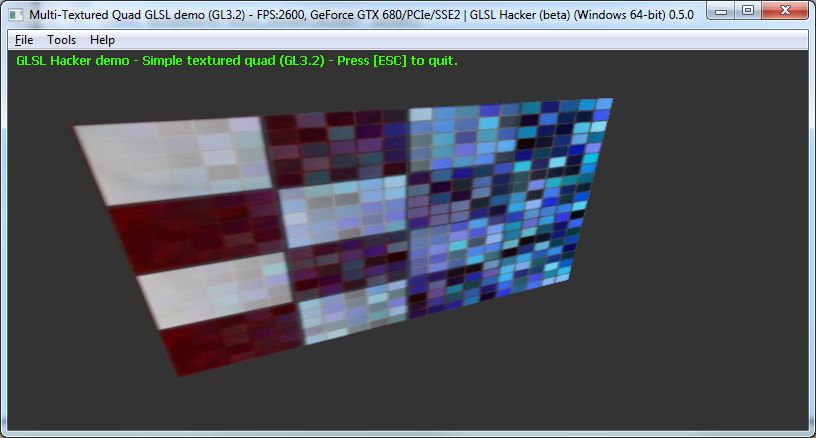 Multi-Textured Quad GLSL demo (GL3.2) - FPS:2600, GeForce GTX 680/PCIe/SSE2 | GLSL Hacker (beta) (Windows 64-bit) 0.5.0
File Tools Help
GLSL Hacker demo - Simple textured quad (GL3.2) - Press [ESC] to quit.